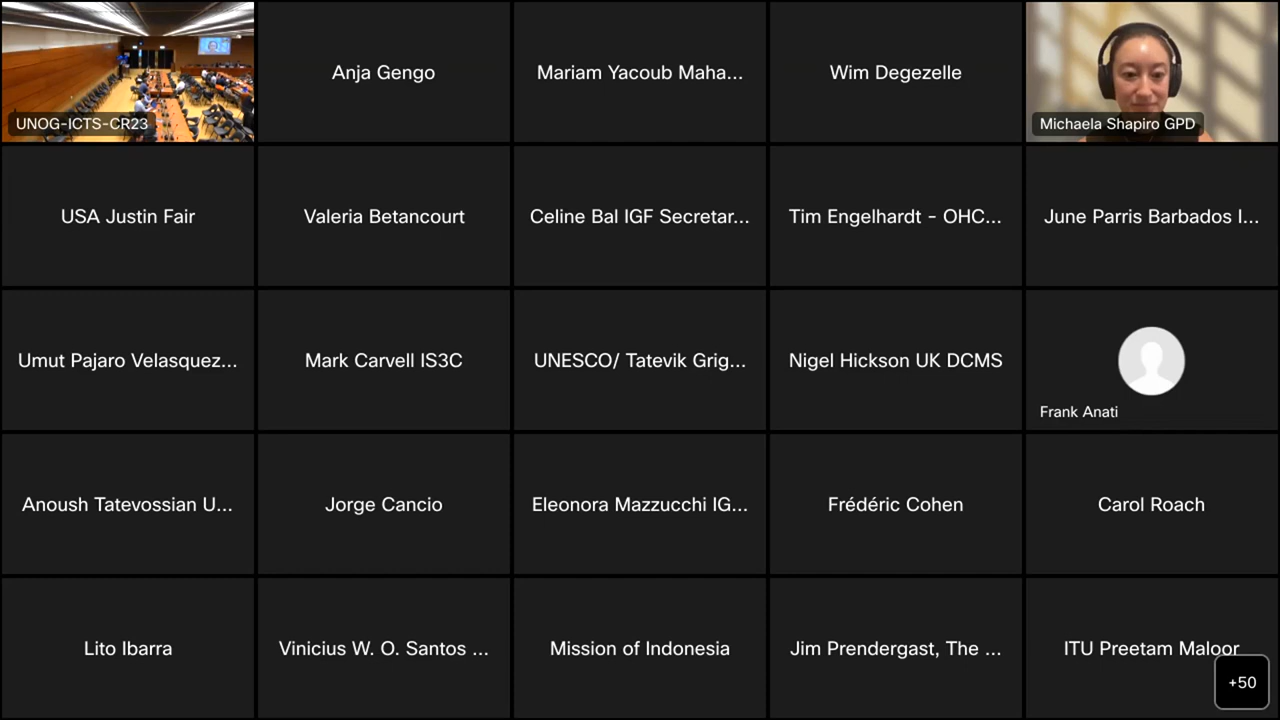 UNOG-ICTS-CR23
Anja Gengo
Mariam Yacoub Maha...
Wim Degezelle
Michaela Shapiro GPD
USA Justin Fair
Valeria Betancourt
Celine Bal IGF Secretar...
Tim Engelhardt - OHC...
June Parris Barbados I...
Umut Pajaro Velasquez...
Mark Carvell IS3C
UNESCO/ Tatevik Grig...
Nigel Hickson UK DCMS
Frank Anati
Anoush Tatevossian U...
Jorge Cancio
Eleonora Mazzucchi IG...
Frédéric Cohen
Carol Roach
Lito Ibarra
Vinicius W. O. Santos ...
Mission of Indonesia
Jim Prendergast, The ...
ITU Preetam Maloor
+50